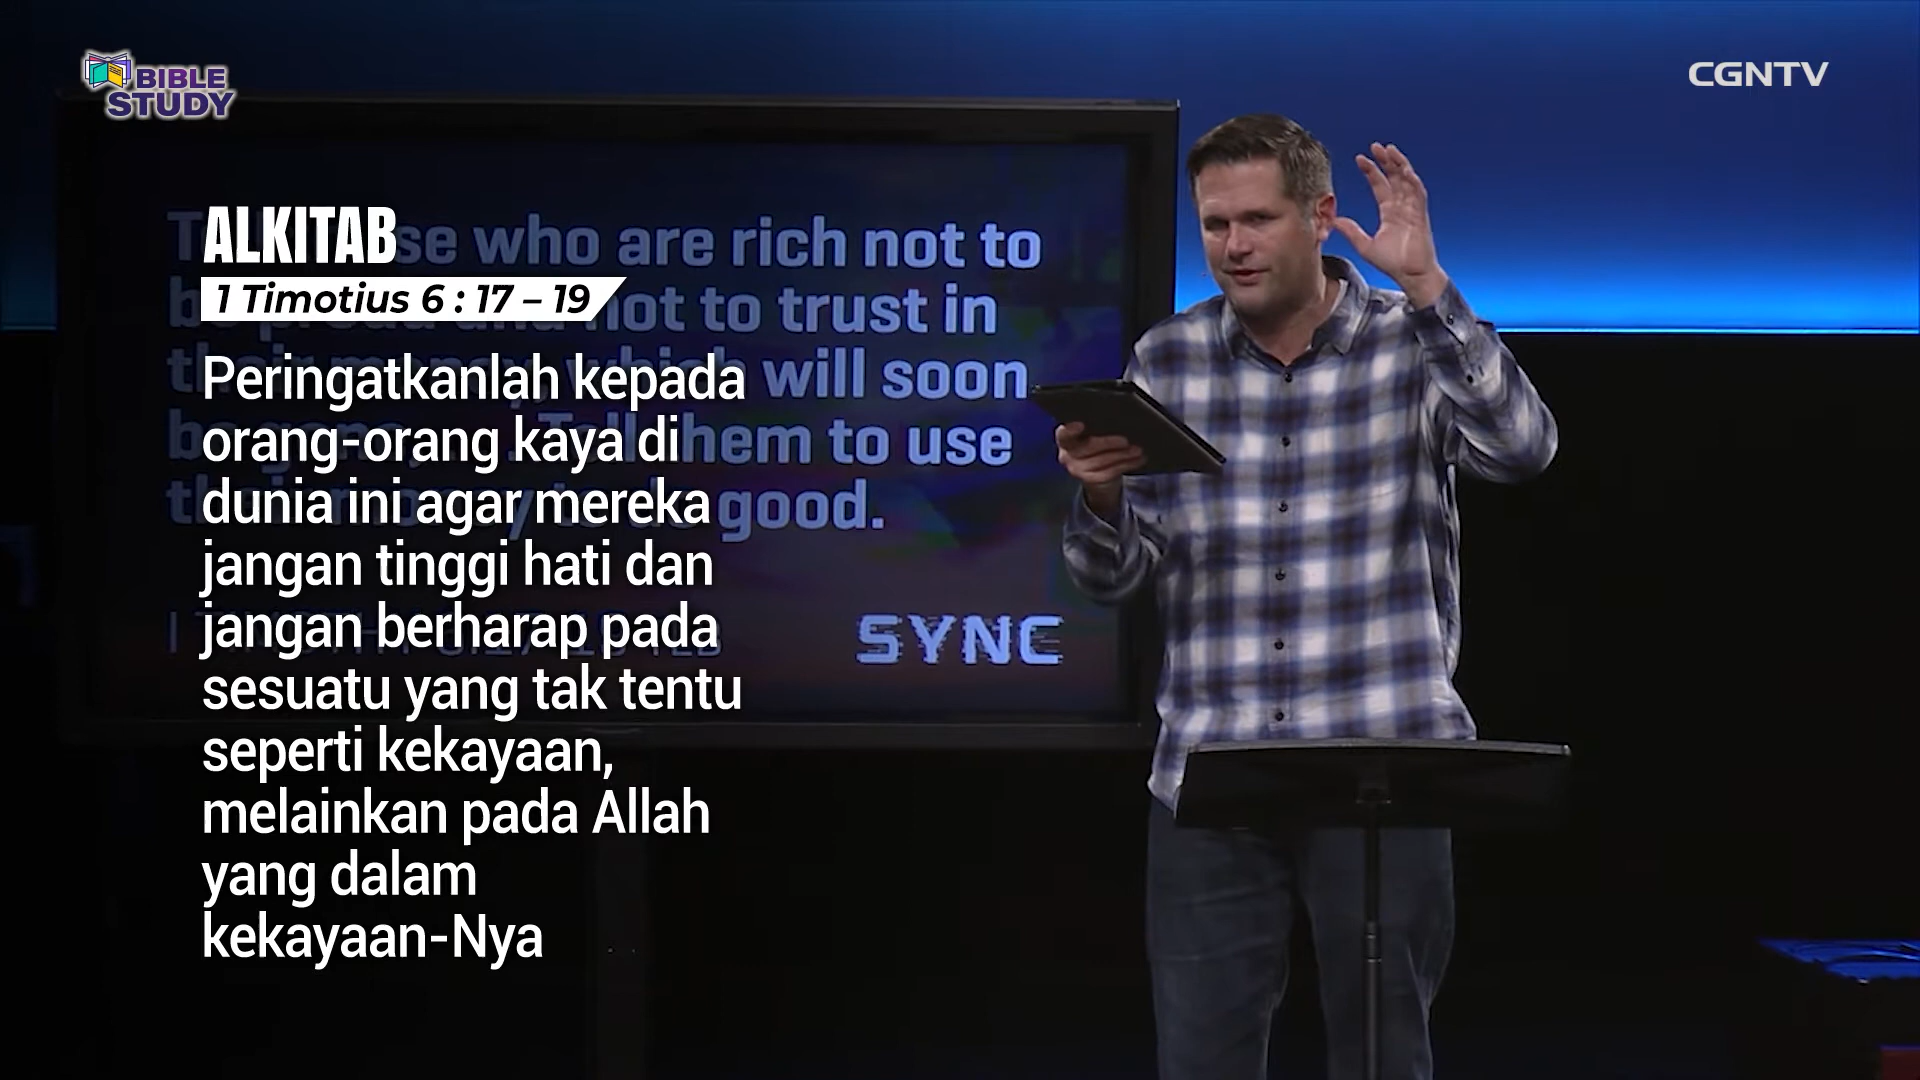 BIBLE
STUDY
CGNTV
ALKITAB
1 Timotius 6 : 17 – 19
Peringatkanlah kepada
orang-orang kaya di
dunia ini agar mereka
jangan tinggi hati dan
jangan berharap pada
sesuatu yang tak tentu
seperti kekayaan,
melainkan pada Allah
yang dalam
kekayaan-Nya
who are rich not to
not to trust in
will soon
them to use
good.
SYNC